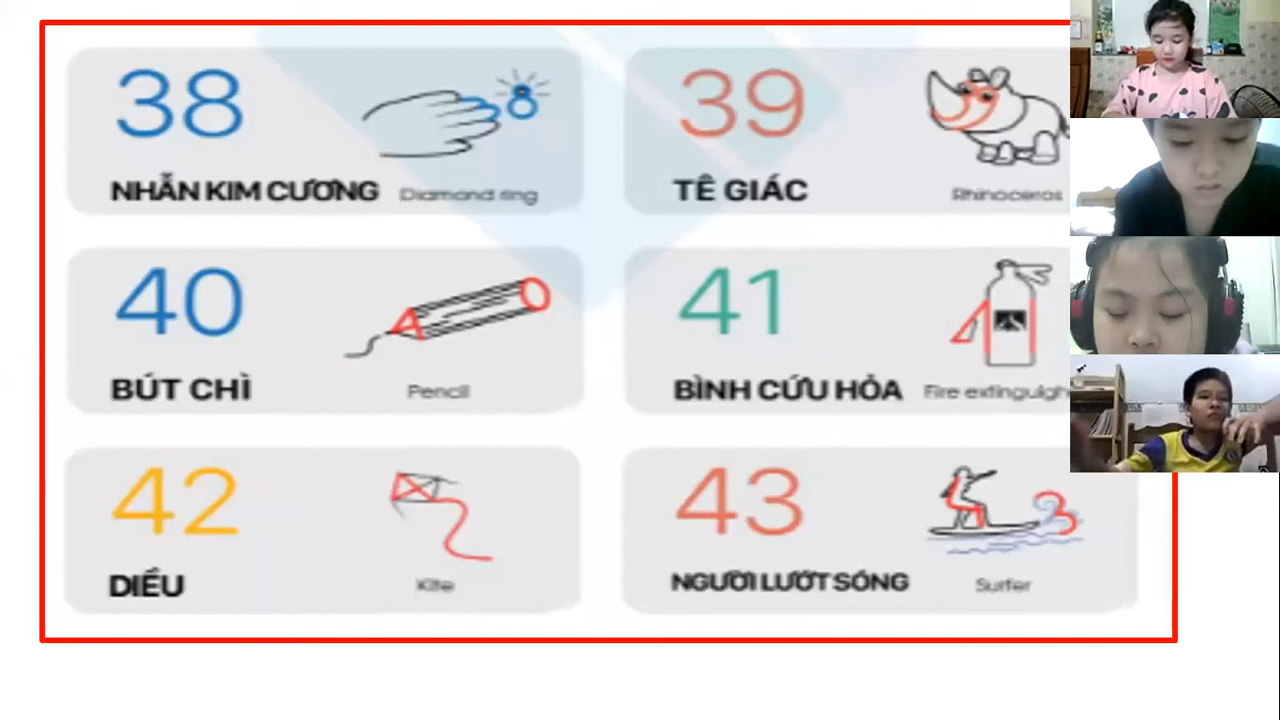 38
NHẪN KIM CƯƠNG Diamond ring
39
TÊ GIÁC Rhinoceros
40
BÚT CHÌ Pencil
41
BÌNH CỨU HỎA
Fire
42
DIỀU Kite
43
NGƯỜI LƯỚT SÓNG Surfer